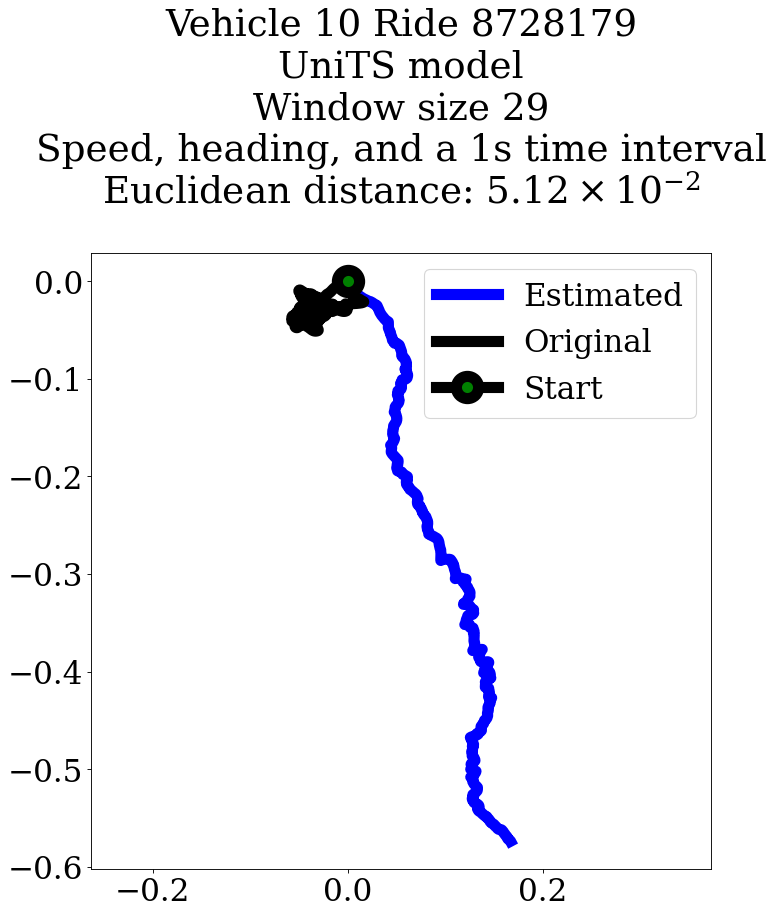 Vehicle 10 Ride 8728179
UniTS model
Window size 29
Speed, heading, and a 1s time interval
Euclidean distance: 5.12 × 10⁻²
Estimated
Original
Start
0.0
−0.1
−0.2
−0.3
−0.4
−0.5
−0.6
−0.2
0.0
0.2